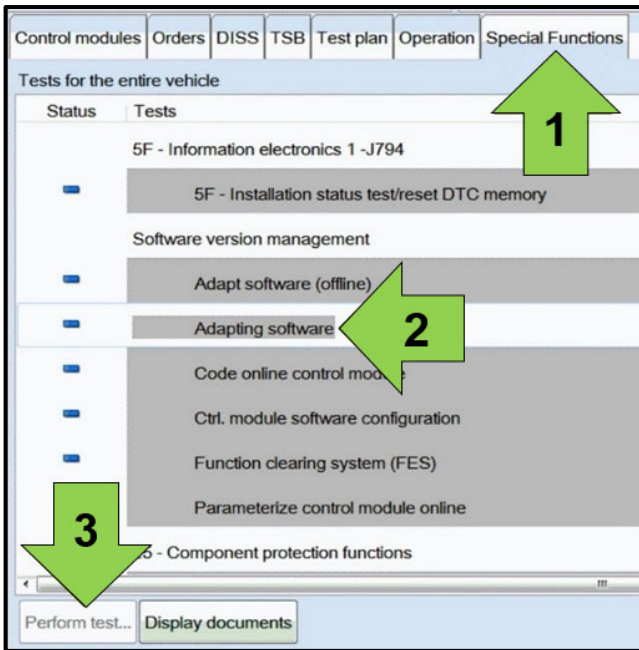 Control modules Orders DISS TSB Test plan Operation Special Functions
Tests for the entire vehicle
Status Tests
1
5F - Information electronics 1 -J794
5F - Installation status test/reset DTC memory
Software version management
Adapt software (offline)
Adapting software
2
Code online control module
Ctrl. module software configuration
Function clearing system (FES)
Parameterize control module online
3
5 - Component protection functions
Perform test... Display documents